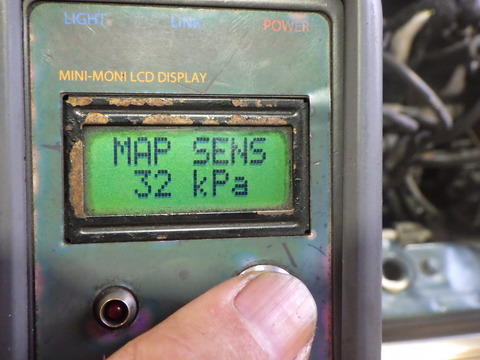 LIGHT LINK POWER
MINI-MONI LCD DISPLAY
MAP SENS
32 kPa